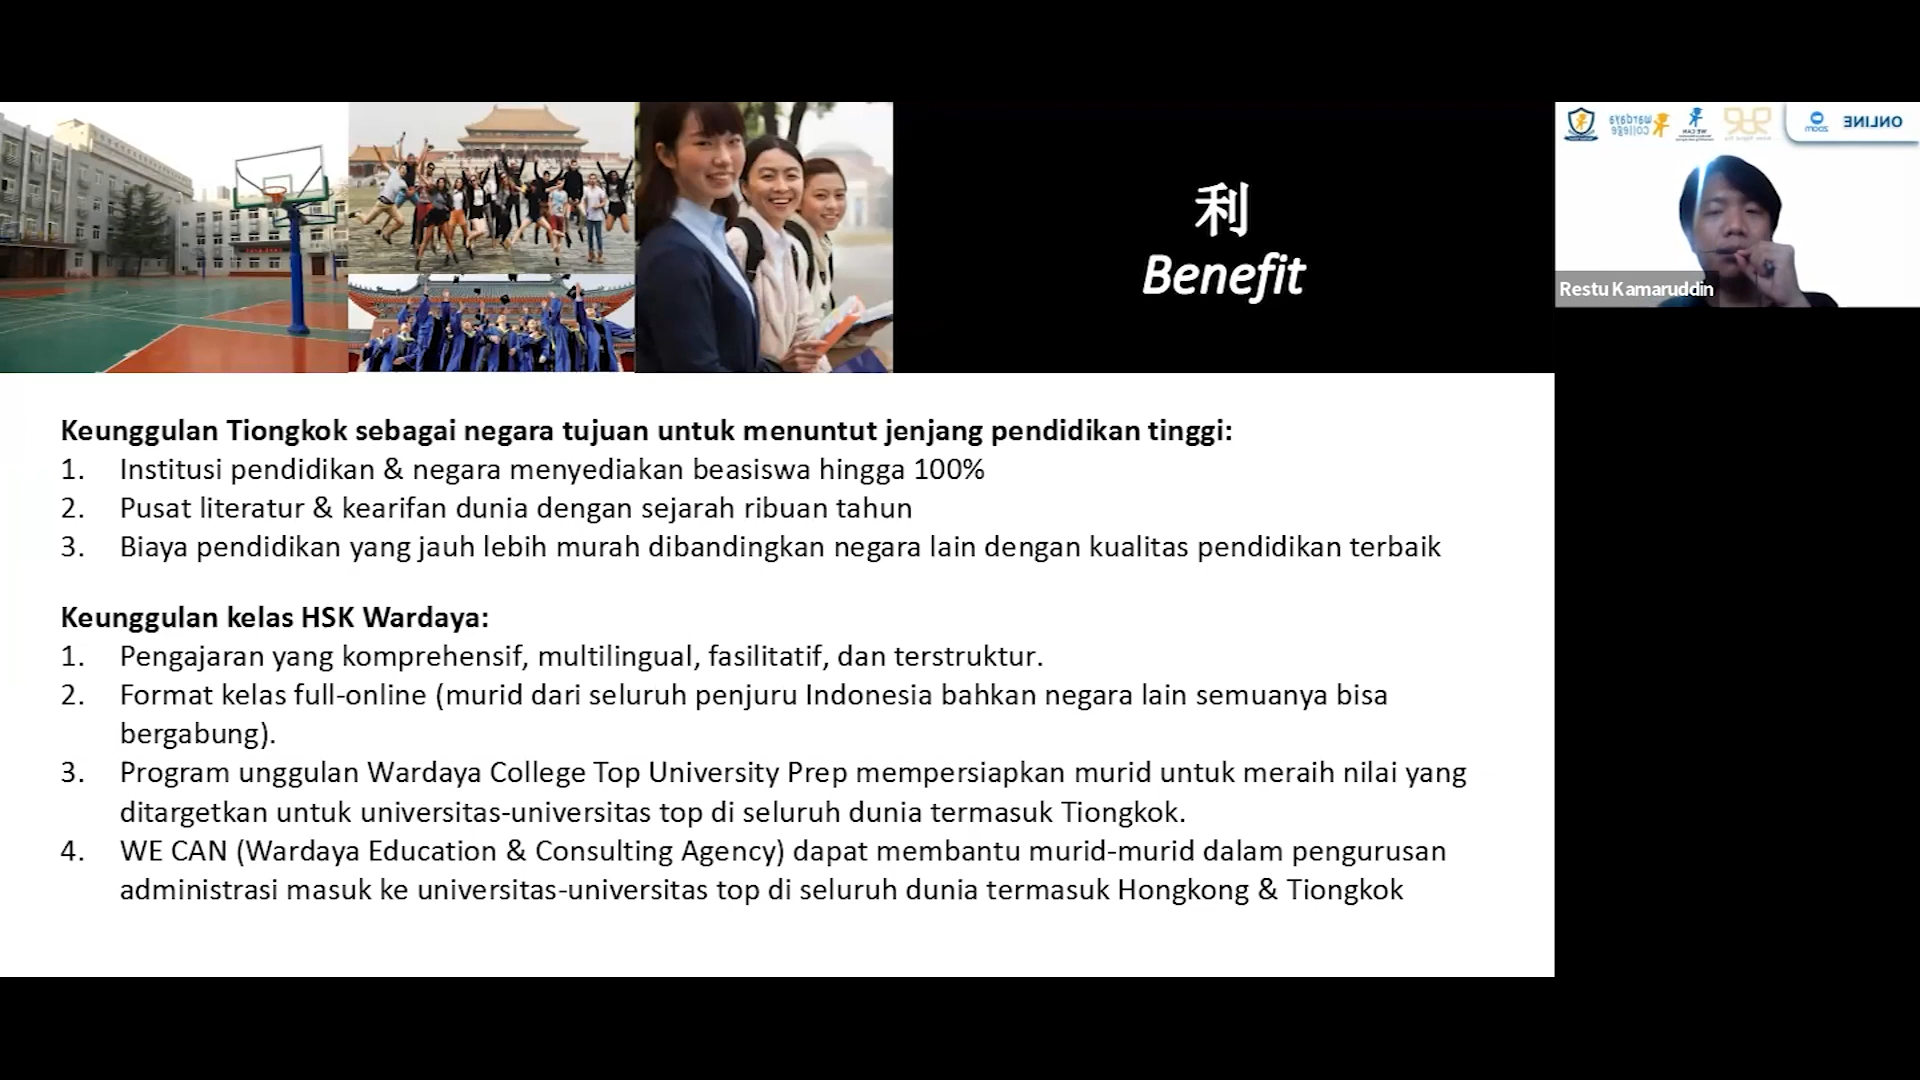 利
Benefit
ONLINE
zoom
wardaya
college
WE CAN
Restu Kamaruddin
Keunggulan Tiongkok sebagai negara tujuan untuk menuntut jenjang pendidikan tinggi:
1. Institusi pendidikan & negara menyediakan beasiswa hingga 100%
2. Pusat literatur & kearifan dunia dengan sejarah ribuan tahun
3. Biaya pendidikan yang jauh lebih murah dibandingkan negara lain dengan kualitas pendidikan terbaik
Keunggulan kelas HSK Wardaya:
1. Pengajaran yang komprehensif, multilingual, fasilitatif, dan terstruktur.
2. Format kelas full-online (murid dari seluruh penjuru Indonesia bahkan negara lain semuanya bisa
bergabung).
3. Program unggulan Wardaya College Top University Prep mempersiapkan murid untuk meraih nilai yang
ditargetkan untuk universitas-universitas top di seluruh dunia termasuk Tiongkok.
4. WE CAN (Wardaya Education & Consulting Agency) dapat membantu murid-murid dalam pengurusan
administrasi masuk ke universitas-universitas top di seluruh dunia termasuk Hongkong & Tiongkok